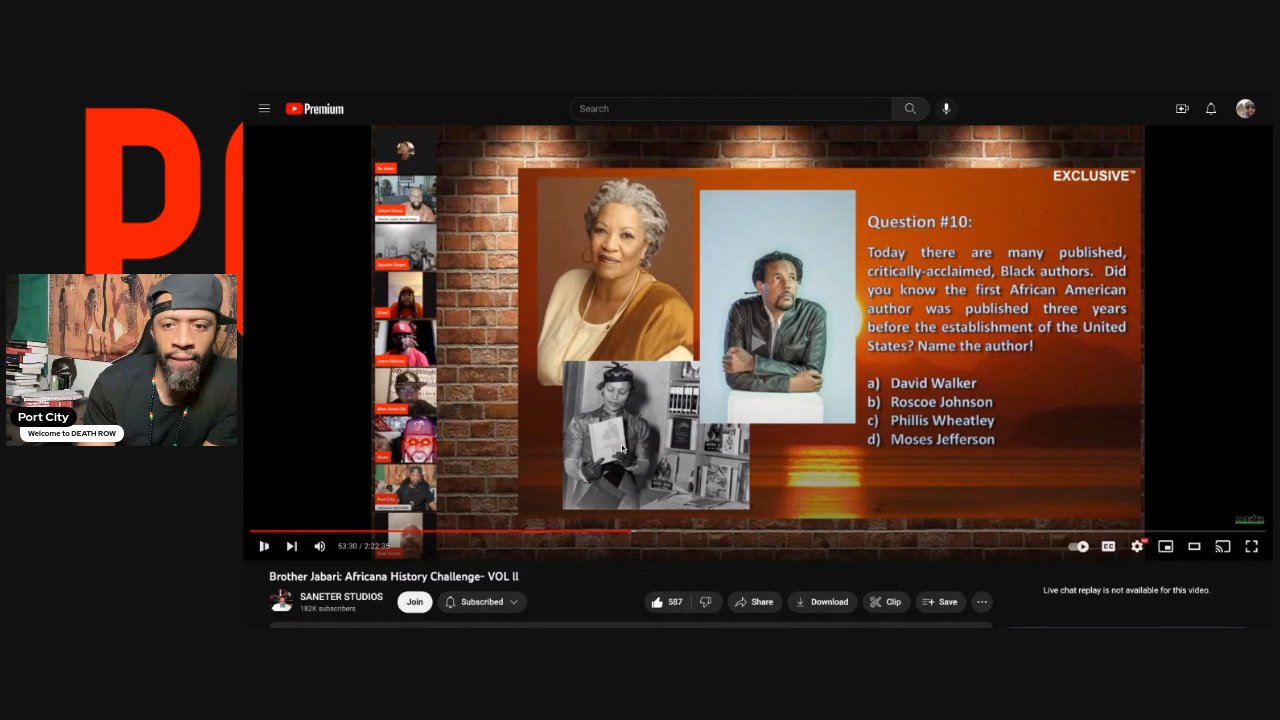 PO
Premium
Search
EXCLUSIVE™
Question #10:
Today there are many published,
critically-acclaimed, Black authors. Did
you know the first African American
author was published three years
before the establishment of the United
States? Name the author!
a) David Walker
b) Roscoe Johnson
c) Phillis Wheatley
d) Moses Jefferson
Port City
Welcome to DEATH ROW
53:30 / 2:22:35
CC
Brother Jabari: Africana History Challenge- VOL ll
SANETER STUDIOS
182K subscribers
Join
Subscribed
587
Share
Download
Clip
Save
Live chat replay is not available for this video.